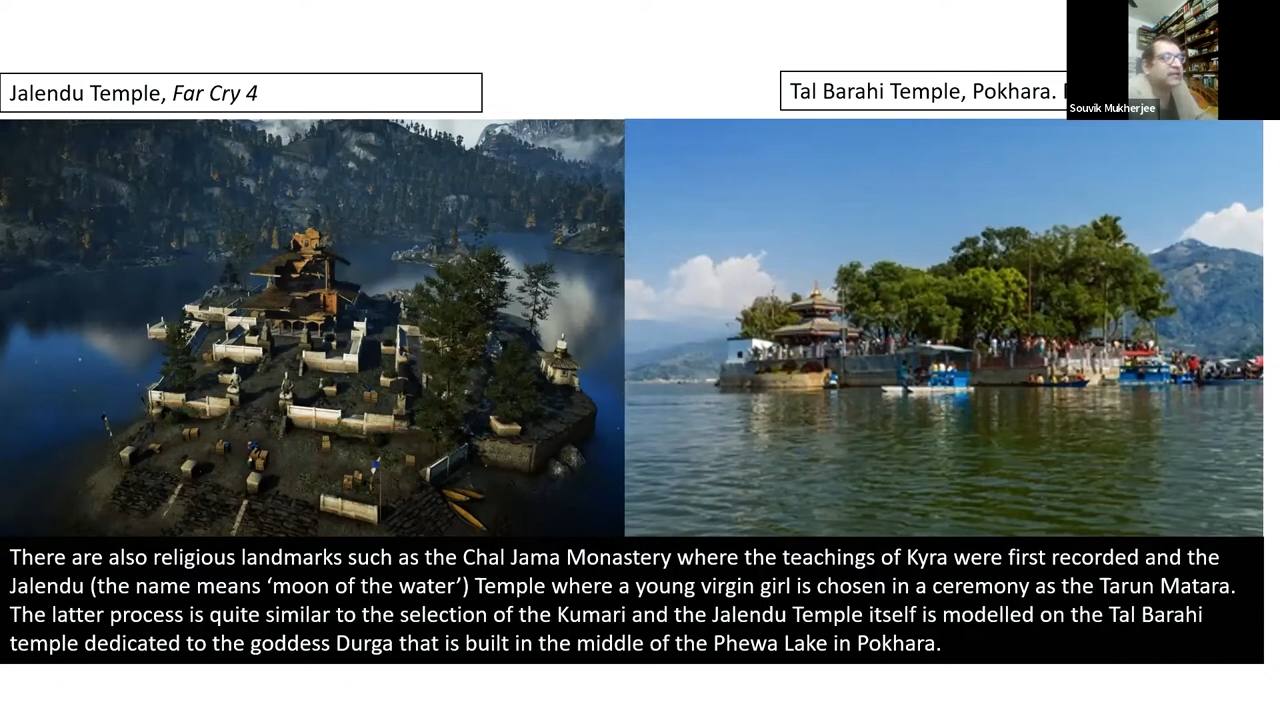 Jalendu Temple, Far Cry 4
Tal Barahi Temple, Pokhara.
Souvik Mukherjee
There are also religious landmarks such as the Chal Jama Monastery where the teachings of Kyra were first recorded and the
Jalendu (the name means ‘moon of the water’) Temple where a young virgin girl is chosen in a ceremony as the Tarun Matara.
The latter process is quite similar to the selection of the Kumari and the Jalendu Temple itself is modelled on the Tal Barahi
temple dedicated to the goddess Durga that is built in the middle of the Phewa Lake in Pokhara.